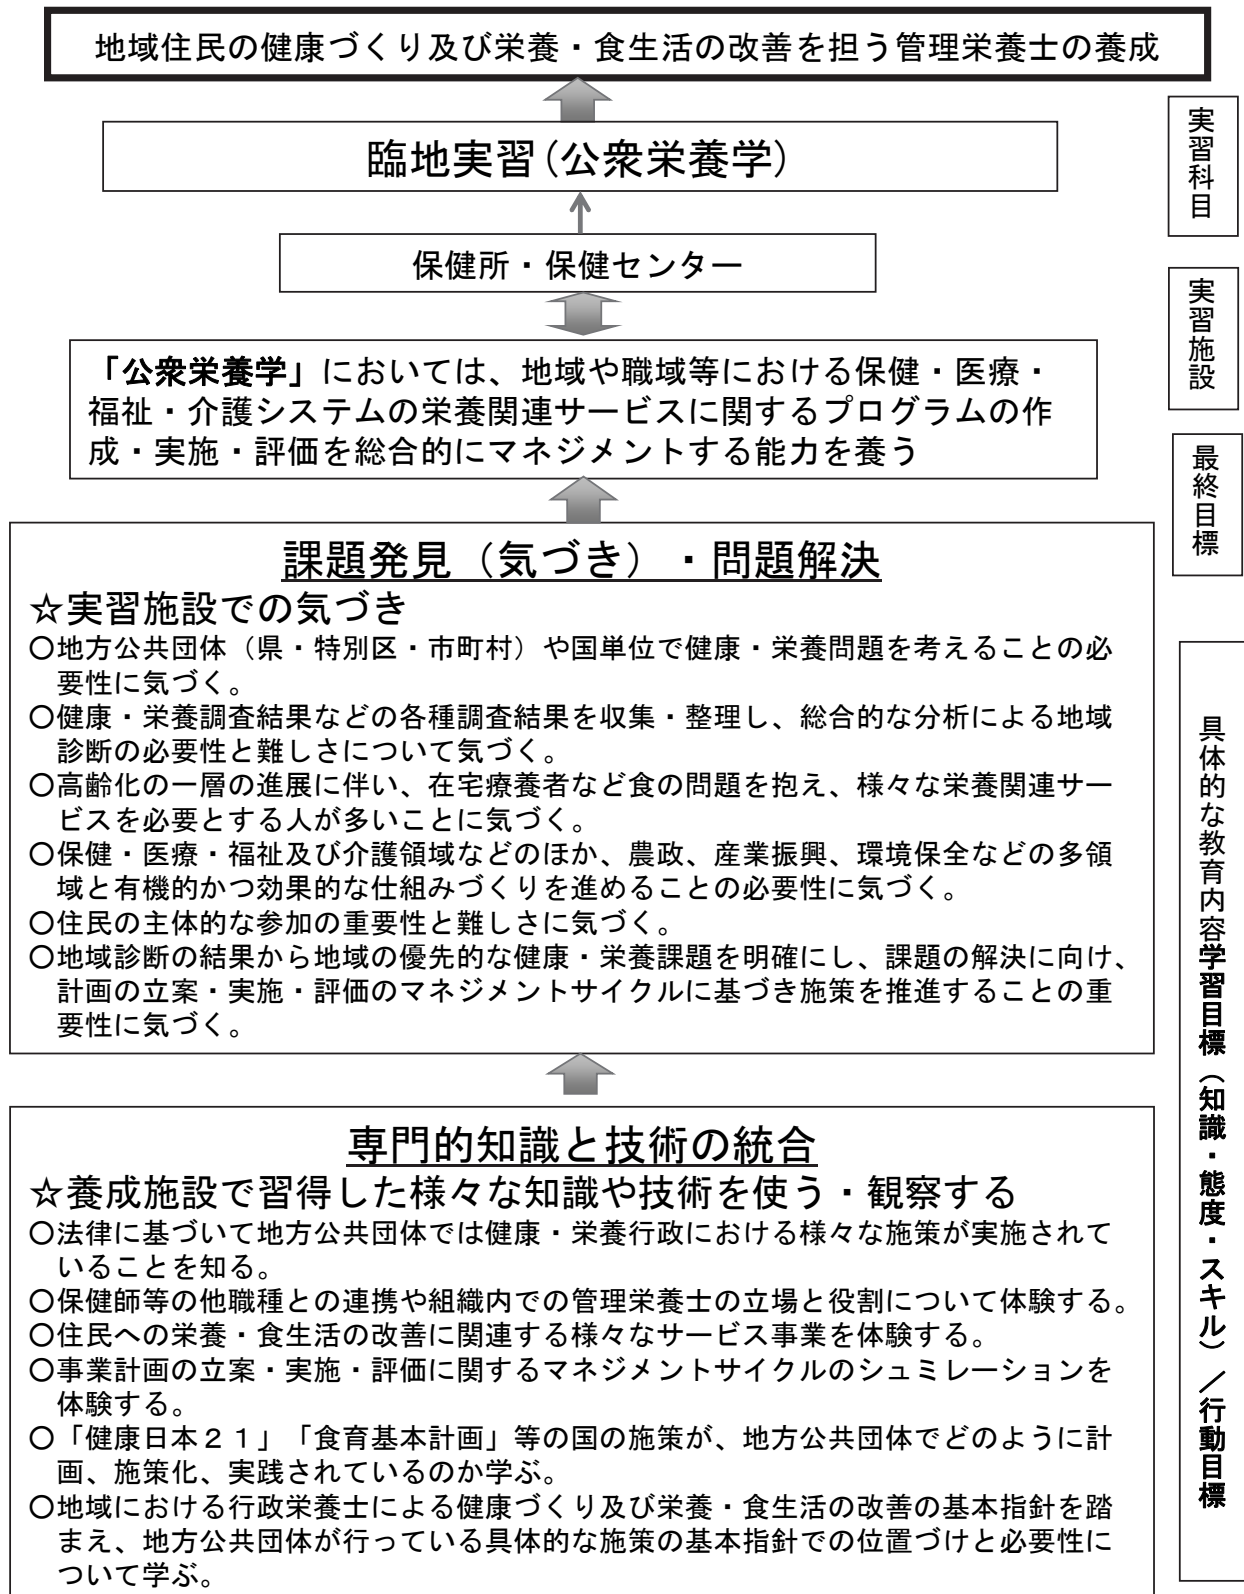 地域住民の健康づくり及び栄養・食生活の改善を担う管理栄養士の養成
臨地実習(公衆栄養学)
実習科目
保健所・保健センター
実習施設
「公衆栄養学」においては、地域や職域等における保健・医療・
福祉・介護システムの栄養関連サービスに関するプログラムの作
成・実施・評価を総合的にマネジメントする能力を養う
最終目標
課題発見（気づき）・問題解決
☆実習施設での気づき
○地方公共団体（県・特別区・市町村）や国単位で健康・栄養問題を考えることの必
要性に気づく。
○健康・栄養調査結果などの各種調査結果を収集・整理し、総合的な分析による地域
診断の必要性と難しさについて気づく。
○高齢化の一層の進展に伴い、在宅療養者など食の問題を抱え、様々な栄養関連サー
ビスを必要とする人が多いことに気づく。
○保健・医療・福祉及び介護領域などのほか、農政、産業振興、環境保全などの多領
域と有機的かつ効果的な仕組みづくりを進めることの必要性に気づく。
○住民の主体的な参加の重要性と難しさに気づく。
○地域診断の結果から地域の優先的な健康・栄養課題を明確にし、課題の解決に向け、
計画の立案・実施・評価のマネジメントサイクルに基づき施策を推進することの重
要性に気づく。
専門的知識と技術の統合
☆養成施設で習得した様々な知識や技術を使う・観察する
○法律に基づいて地方公共団体では健康・栄養行政における様々な施策が実施されて
いることを知る。
○保健師等の他職種との連携や組織内での管理栄養士の立場と役割について体験する。
○住民への栄養・食生活の改善に関連する様々なサービス事業を体験する。
○事業計画の立案・実施・評価に関するマネジメントサイクルのシュミレーションを
体験する。
○「健康日本２１」「食育基本計画」等の国の施策が、地方公共団体でどのように計
画、施策化、実践されているのか学ぶ。
○地域における行政栄養士による健康づくり及び栄養・食生活の改善の基本指針を踏
まえ、地方公共団体が行っている具体的な施策の基本指針での位置づけと必要性に
ついて学ぶ。
具体的な教育内容学習目標（知識・態度・スキル）／行動目標